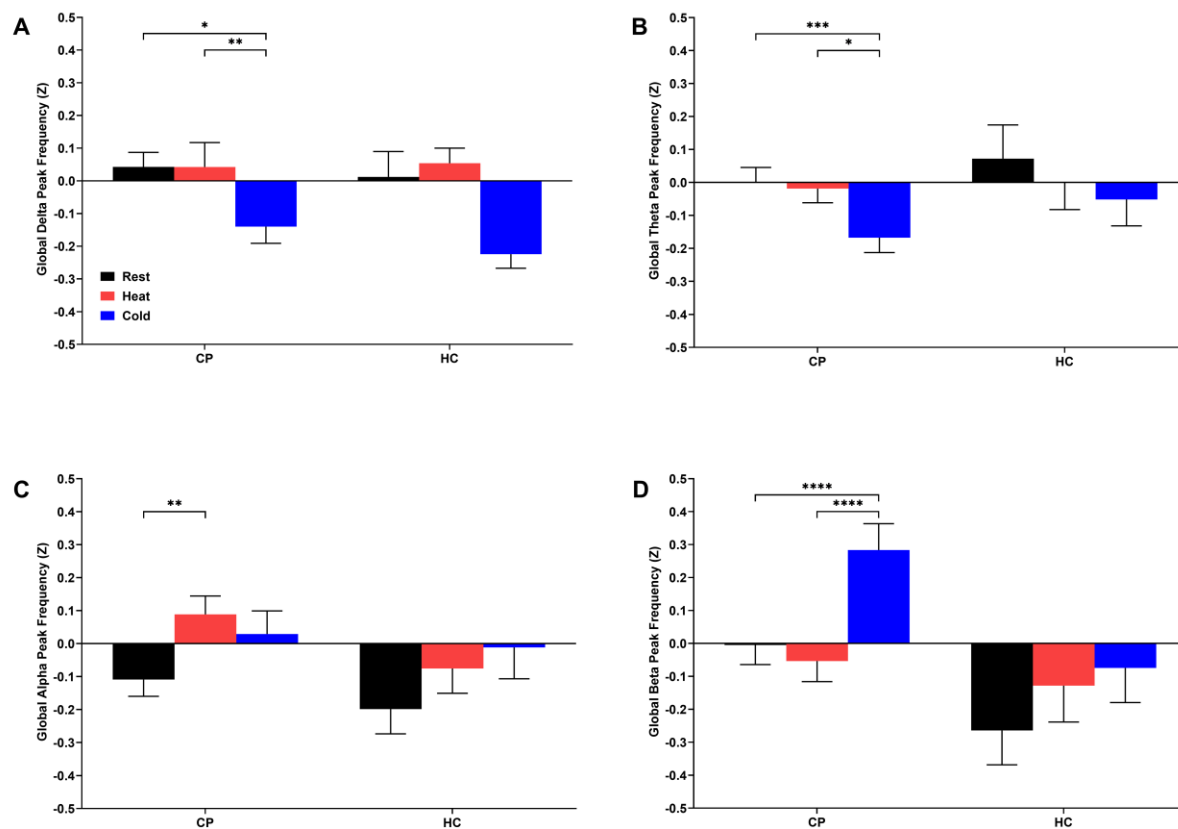 A
Global Delta Peak Frequency (Z)
0.5
0.4
0.3
0.2
0.1
0.0
-0.1
-0.2
-0.3
-0.4
-0.5
*
**
Rest
Heat
Cold
CP
HC
B
Global Theta Peak Frequency (Z)
0.5
0.4
0.3
0.2
0.1
0.0
-0.1
-0.2
-0.3
-0.4
-0.5
***
*
CP
HC
C
Global Alpha Peak Frequency (Z)
0.5
0.4
0.3
0.2
0.1
0.0
-0.1
-0.2
-0.3
-0.4
-0.5
**
CP
HC
D
Global Beta Peak Frequency (Z)
0.5
0.4
0.3
0.2
0.1
0.0
-0.1
-0.2
-0.3
-0.4
-0.5
****
****
CP
HC